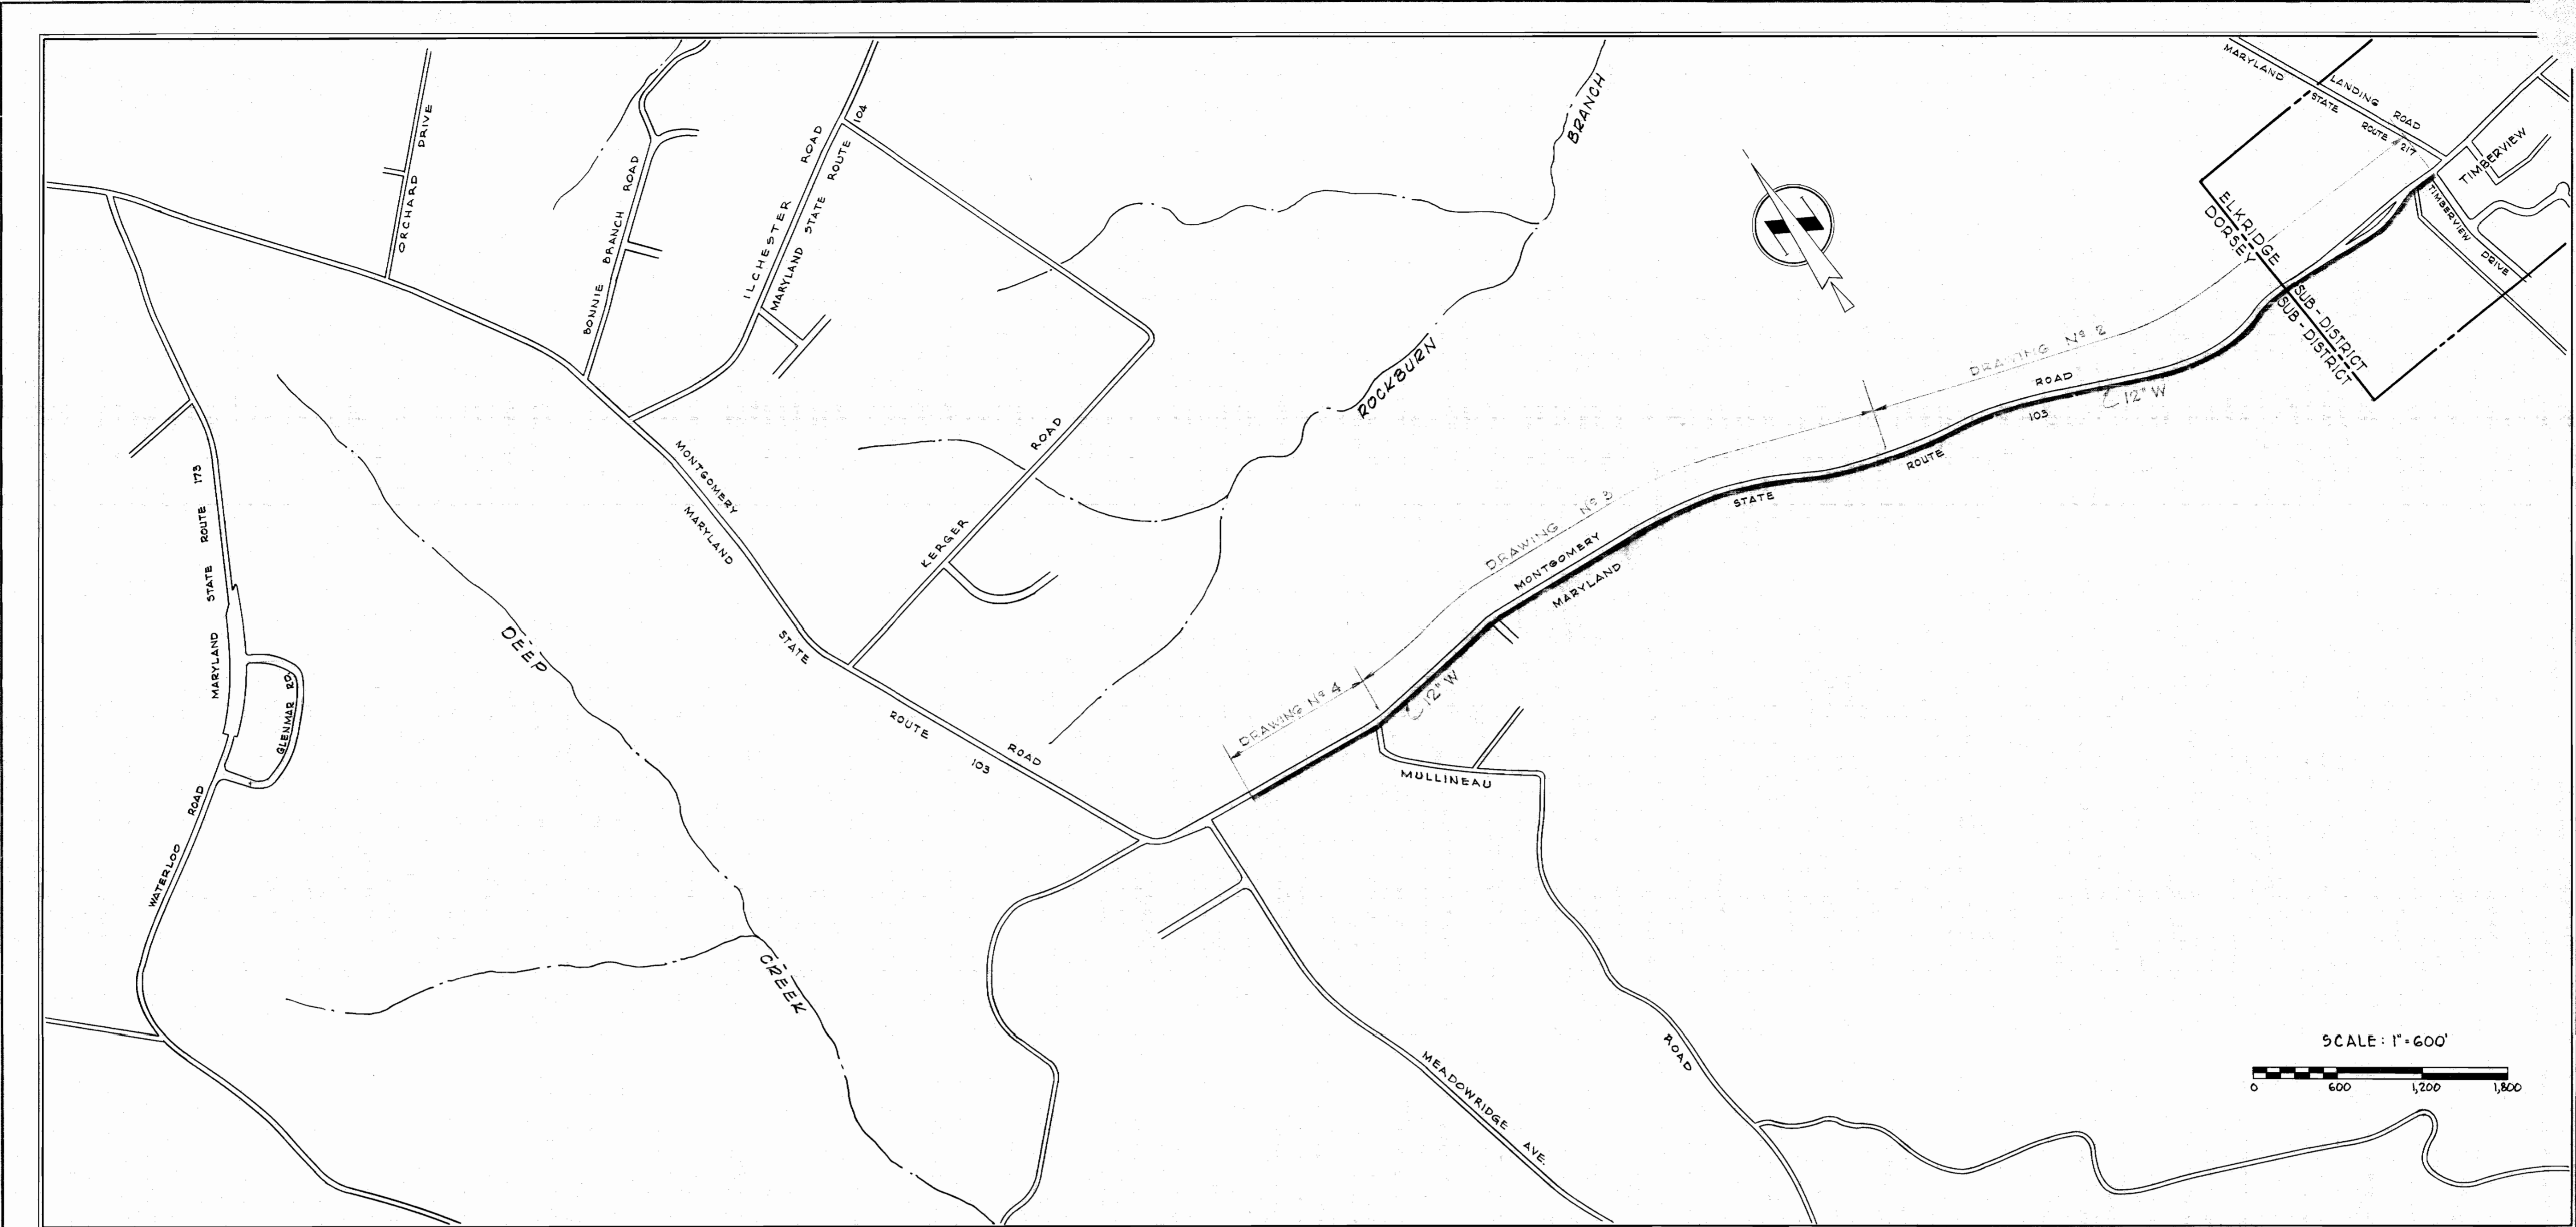 ORCHARD DRIVE
BONNIE BRANCH ROAD
ILCHESTER ROAD
MARYLAND STATE ROUTE 104
BRANCH
ROCKBURN
MARYLAND STATE ROUTE 217
LANDING ROAD
TIMBERVIEW
TIMBERVIEW DRIVE
ELKRIDGE SUB-DISTRICT
DORSEY SUB-DISTRICT
DRAWING Nº 2
ROAD
103
12" W
ROUTE
STATE
DRAWING Nº 3
MONTGOMERY
MARYLAND
12" W
DRAWING Nº 4
MONTGOMERY
MARYLAND
STATE
ROUTE
ROAD
103
KERGER ROAD
MARYLAND STATE ROUTE 173
GLENMAR RD.
WATERLOO ROAD
DEEP
CREEK
MULLINEAU
ROAD
MEADOWRIDGE AVE.
SCALE: 1"=600'
0 600 1,200 1,800